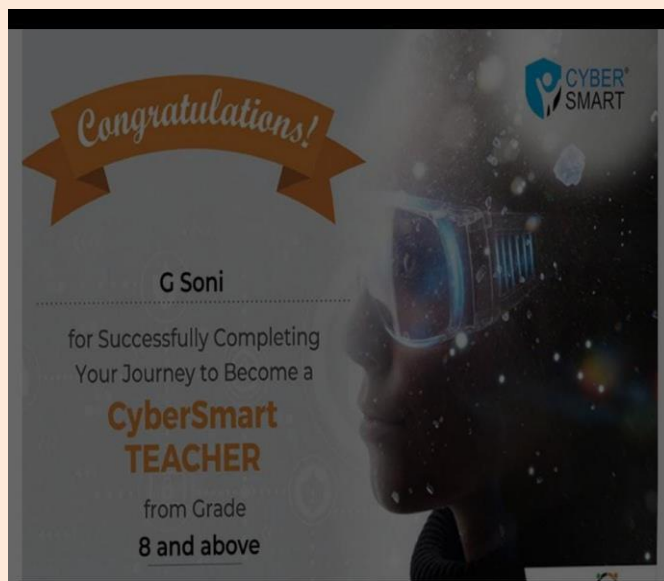 Congratulations!
CYBER®
SMART
G Soni
for Successfully Completing
Your Journey to Become a
CyberSmart
TEACHER
from Grade
8 and above